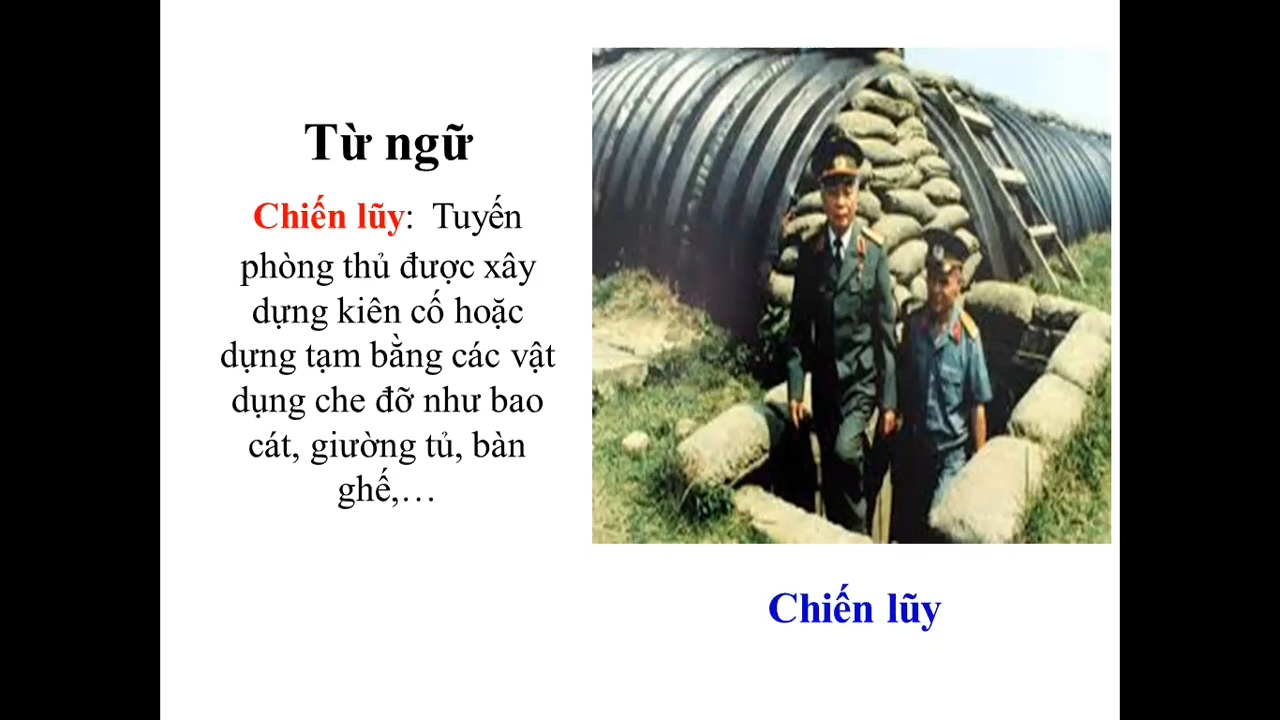 Từ ngữ
Chiến lũy: Tuyến
phòng thủ được xây
dựng kiên cố hoặc
dựng tạm bằng các vật
dụng che đỡ như bao
cát, giường tủ, bàn
ghế,…
Chiến lũy